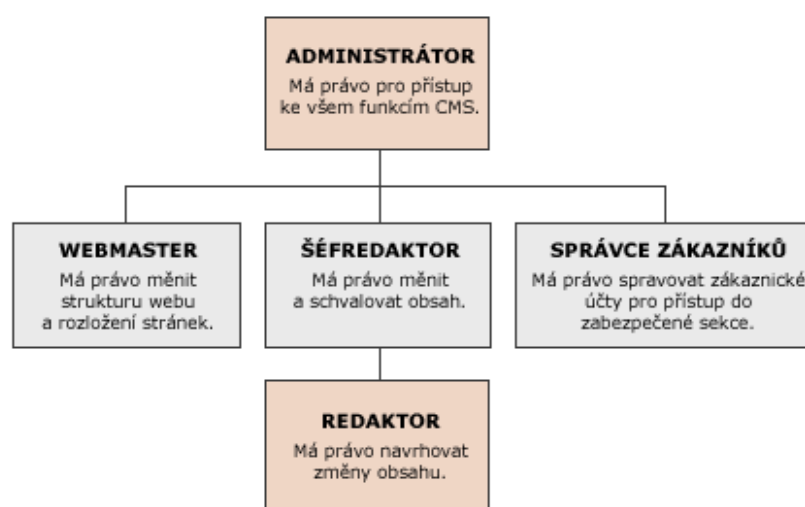 ADMINISTRÁTOR
Má právo pro přístup
ke všem funkcím CMS.
WEBMASTER
Má právo měnit
strukturu webu
a rozložení stránek.
ŠÉFREDAKTOR
Má právo měnit
a schvalovat obsah.
SPRÁVCE ZÁKAZNÍKŮ
Má právo spravovat zákaznické
účty pro přístup do
zabezpečené sekce.
REDAKTOR
Má právo navrhovat
změny obsahu.